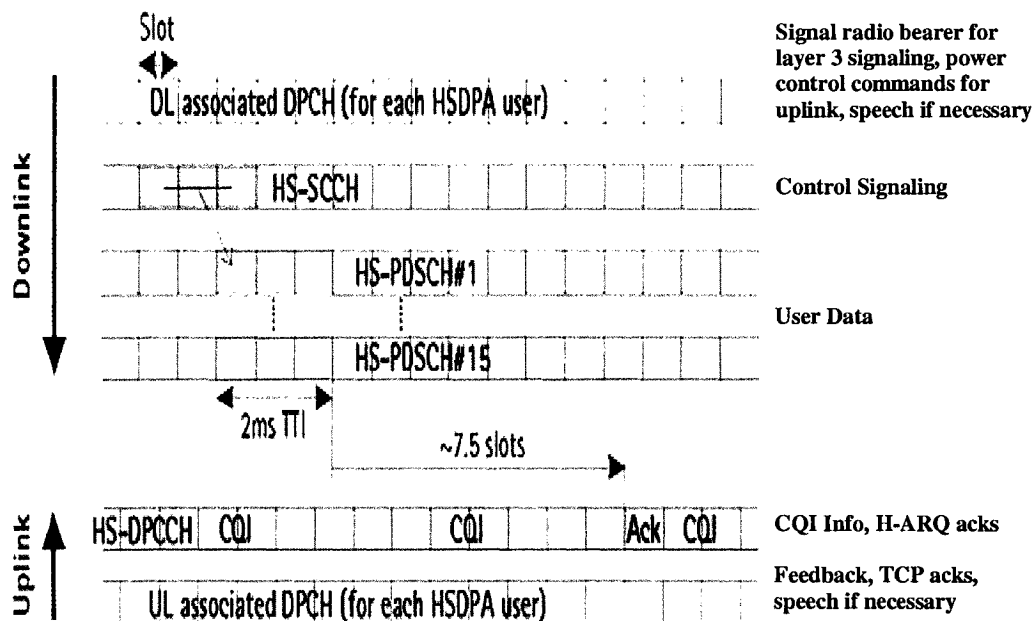 Slot
Signal radio bearer for
layer 3 signaling, power
control commands for
uplink, speech if necessary
DL associated DPCH (for each HSDPA user)
Downlink
HS-SCCH
Control Signaling
HS-PDSCH#1
User Data
HS-PDSCH#15
2ms TTI
~7.5 slots
Uplink
HS-DPCCH CQI CQI Ack CQI
CQI Info, H-ARQ acks
UL associated DPCH (for each HSDPA user)
Feedback, TCP acks,
speech if necessary